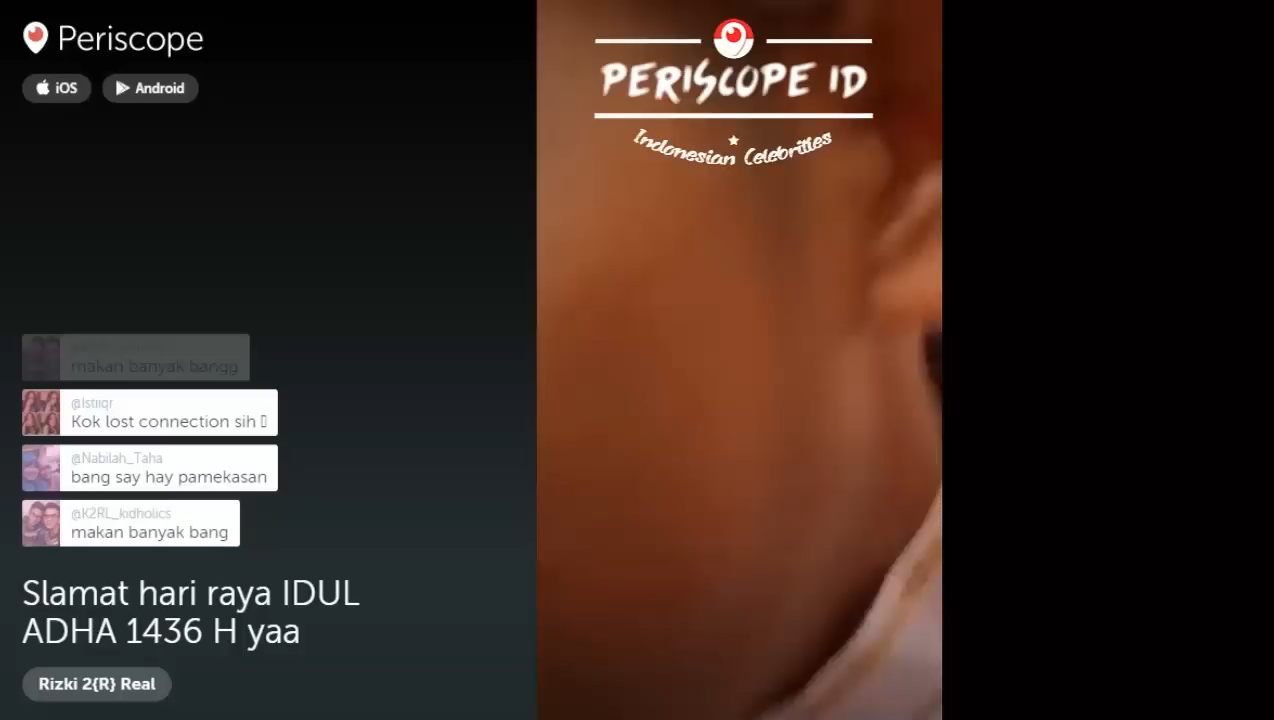 Periscope
iOS
Android
PERISCOPE ID
Indonesian Celebrities
makan banyak bangg
@Istiiqr
Kok lost connection sih
@Nabilah_Taha
bang say hay pamekasan
@K2RL_kidholics
makan banyak bang
Slamat hari raya IDUL
ADHA 1436 H yaa
Rizki 2{R} Real